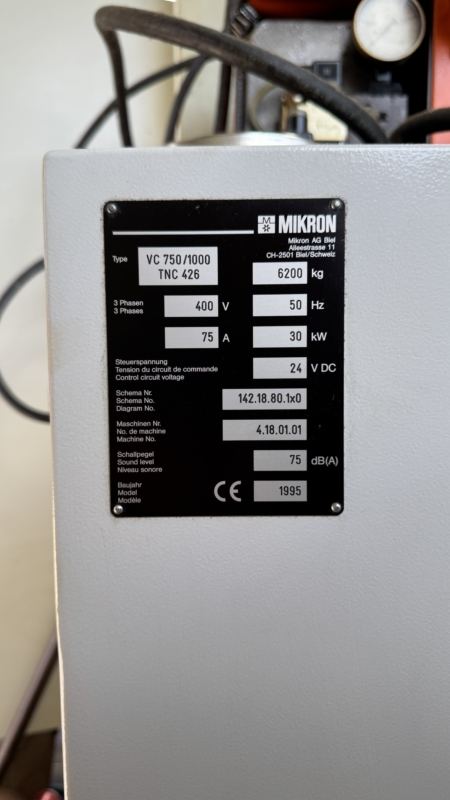 MIKRON
Mikron AG Biel
Alleestrasse 11
CH-2501 Biel/Schweiz
Type VC 750/1000
TNC 426
6200 kg
3 Phasen
3 Phases
400 V 50 Hz
75 A 30 kW
Steuerspannung
Tension du circuit de commande
Control circuit voltage
24 V DC
Schema Nr.
Schema No.
Diagram No.
142.18.80.1x0
Maschinen Nr.
No. de machine
Machine No.
4.18.01.01
Schallpegel
Sound level
Niveau sonore
75 dB(A)
Baujahr
Model
Modèle
CE 1995